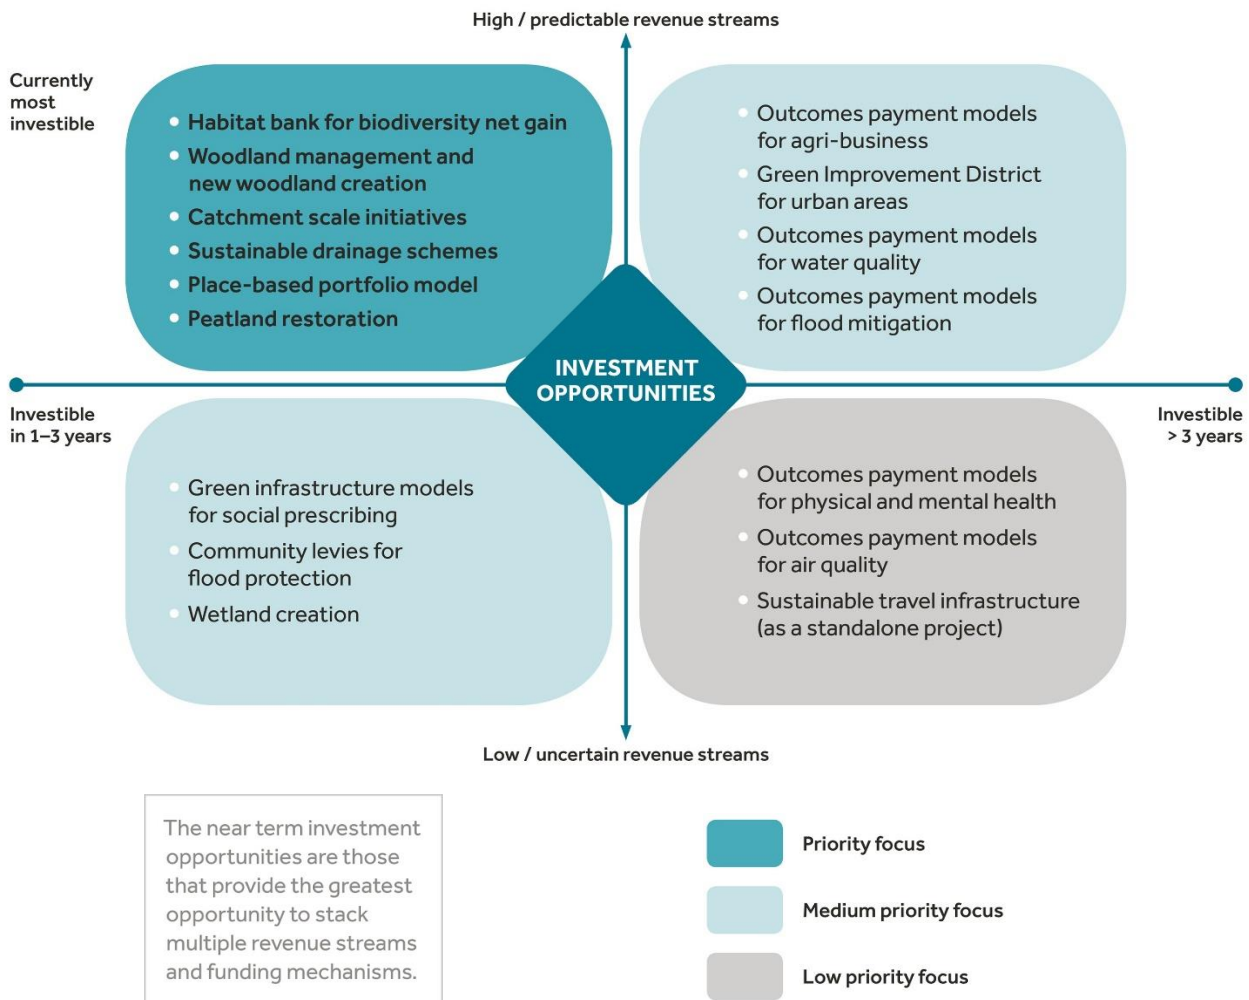 High / predictable revenue streams
Currently
most
investible
• Habitat bank for biodiversity net gain
• Woodland management and
new woodland creation
• Catchment scale initiatives
• Sustainable drainage schemes
• Place-based portfolio model
• Peatland restoration
• Outcomes payment models
for agri-business
• Green Improvement District
for urban areas
• Outcomes payment models
for water quality
• Outcomes payment models
for flood mitigation
INVESTMENT
OPPORTUNITIES
Investible
in 1–3 years
Investible
> 3 years
• Green infrastructure models
for social prescribing
• Community levies for
flood protection
• Wetland creation
• Outcomes payment models
for physical and mental health
• Outcomes payment models
for air quality
• Sustainable travel infrastructure
(as a standalone project)
Low / uncertain revenue streams
The near term investment
opportunities are those
that provide the greatest
opportunity to stack
multiple revenue streams
and funding mechanisms.
Priority focus
Medium priority focus
Low priority focus